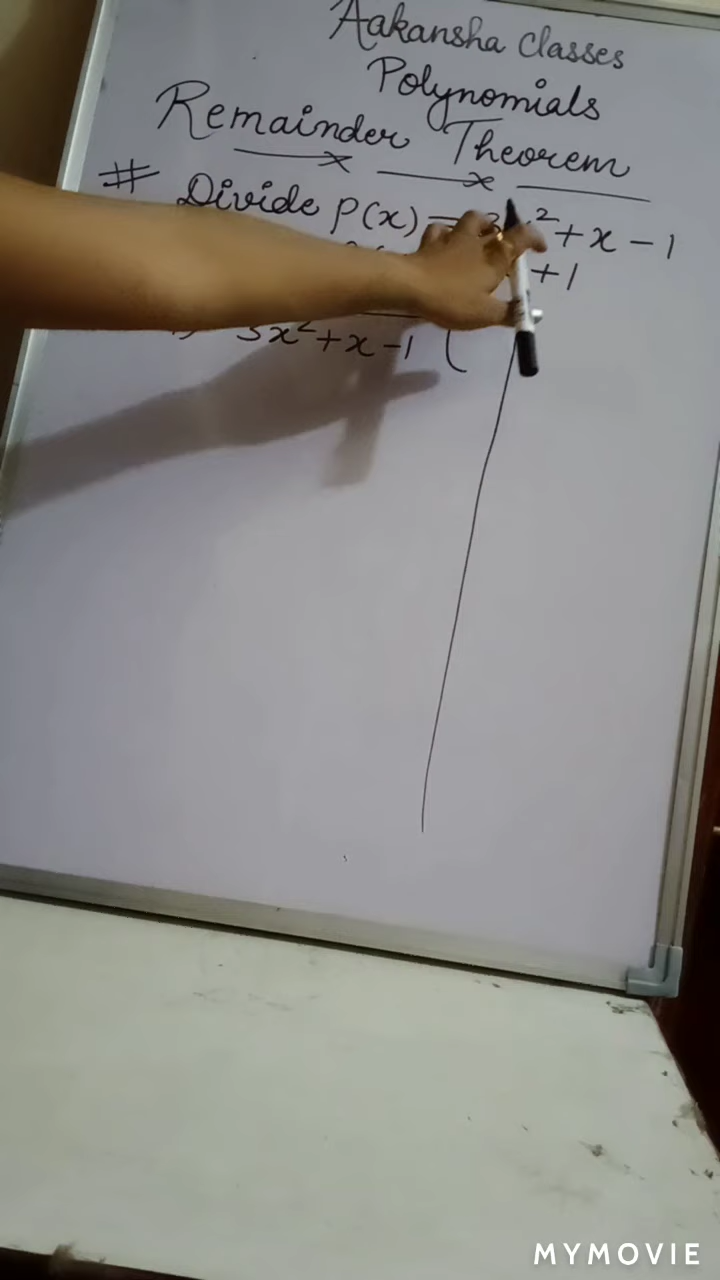 Aakansha classes
Polynomials
Remainder Theorem
# Divide P(x) = 3x² + x - 1
+ 1
3x² + x - 1 (
MYMOVIE